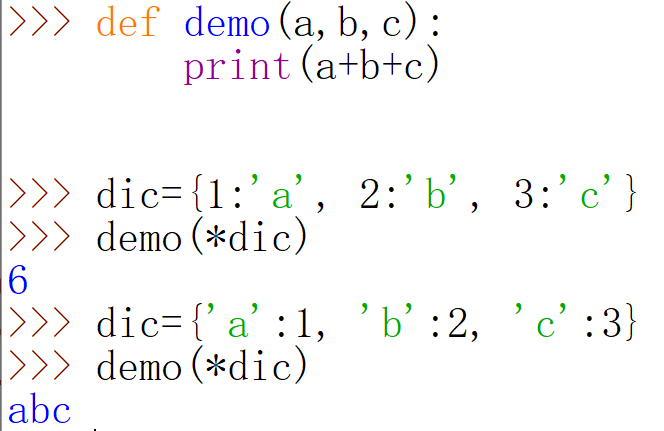 >>> def demo(a,b,c):
        print(a+b+c)
>>> dic={1:'a', 2:'b', 3:'c'}
>>> demo(*dic)
6
>>> dic={'a':1, 'b':2, 'c':3}
>>> demo(*dic)
abc